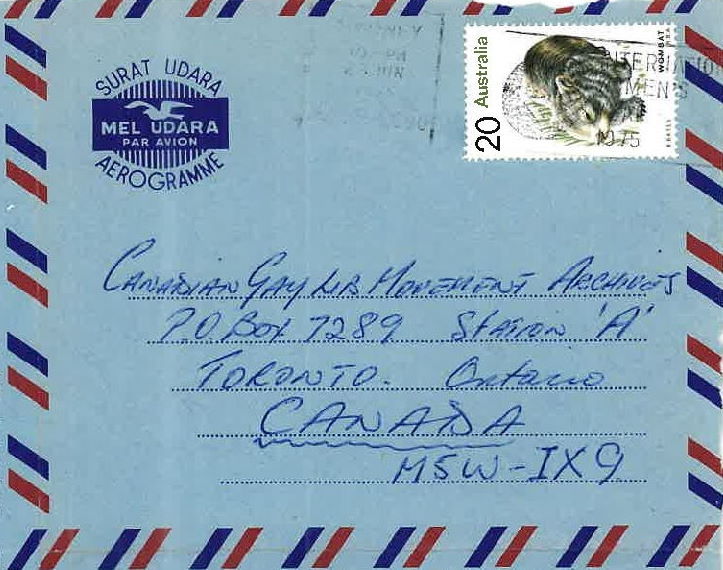 SURAT UDARA
MEL UDARA
PAR AVION
AEROGRAMME
20 Australia
WOMBAT
1975
CANADIAN GAY LIB MOVEMENT ARCHIVES
P.O BOX 7289 STATION 'A'
TORONTO. Ontario
CANADA
M5W-IX9